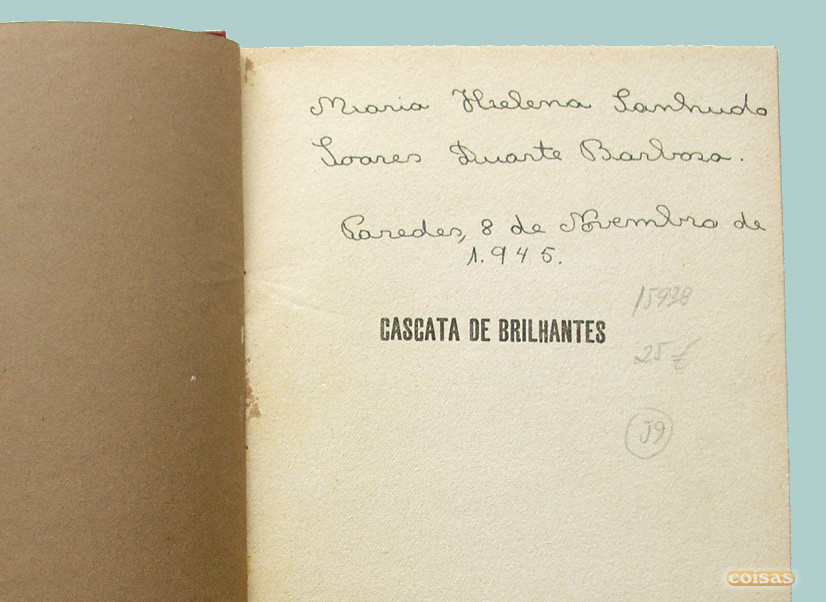 Maria Helena Sanhudo
Soares Duarte Barbosa.
Paredes, 8 de Novembro de
1.945.
15938
CASCATA DE BRILHANTES
25 €
J9
coisas